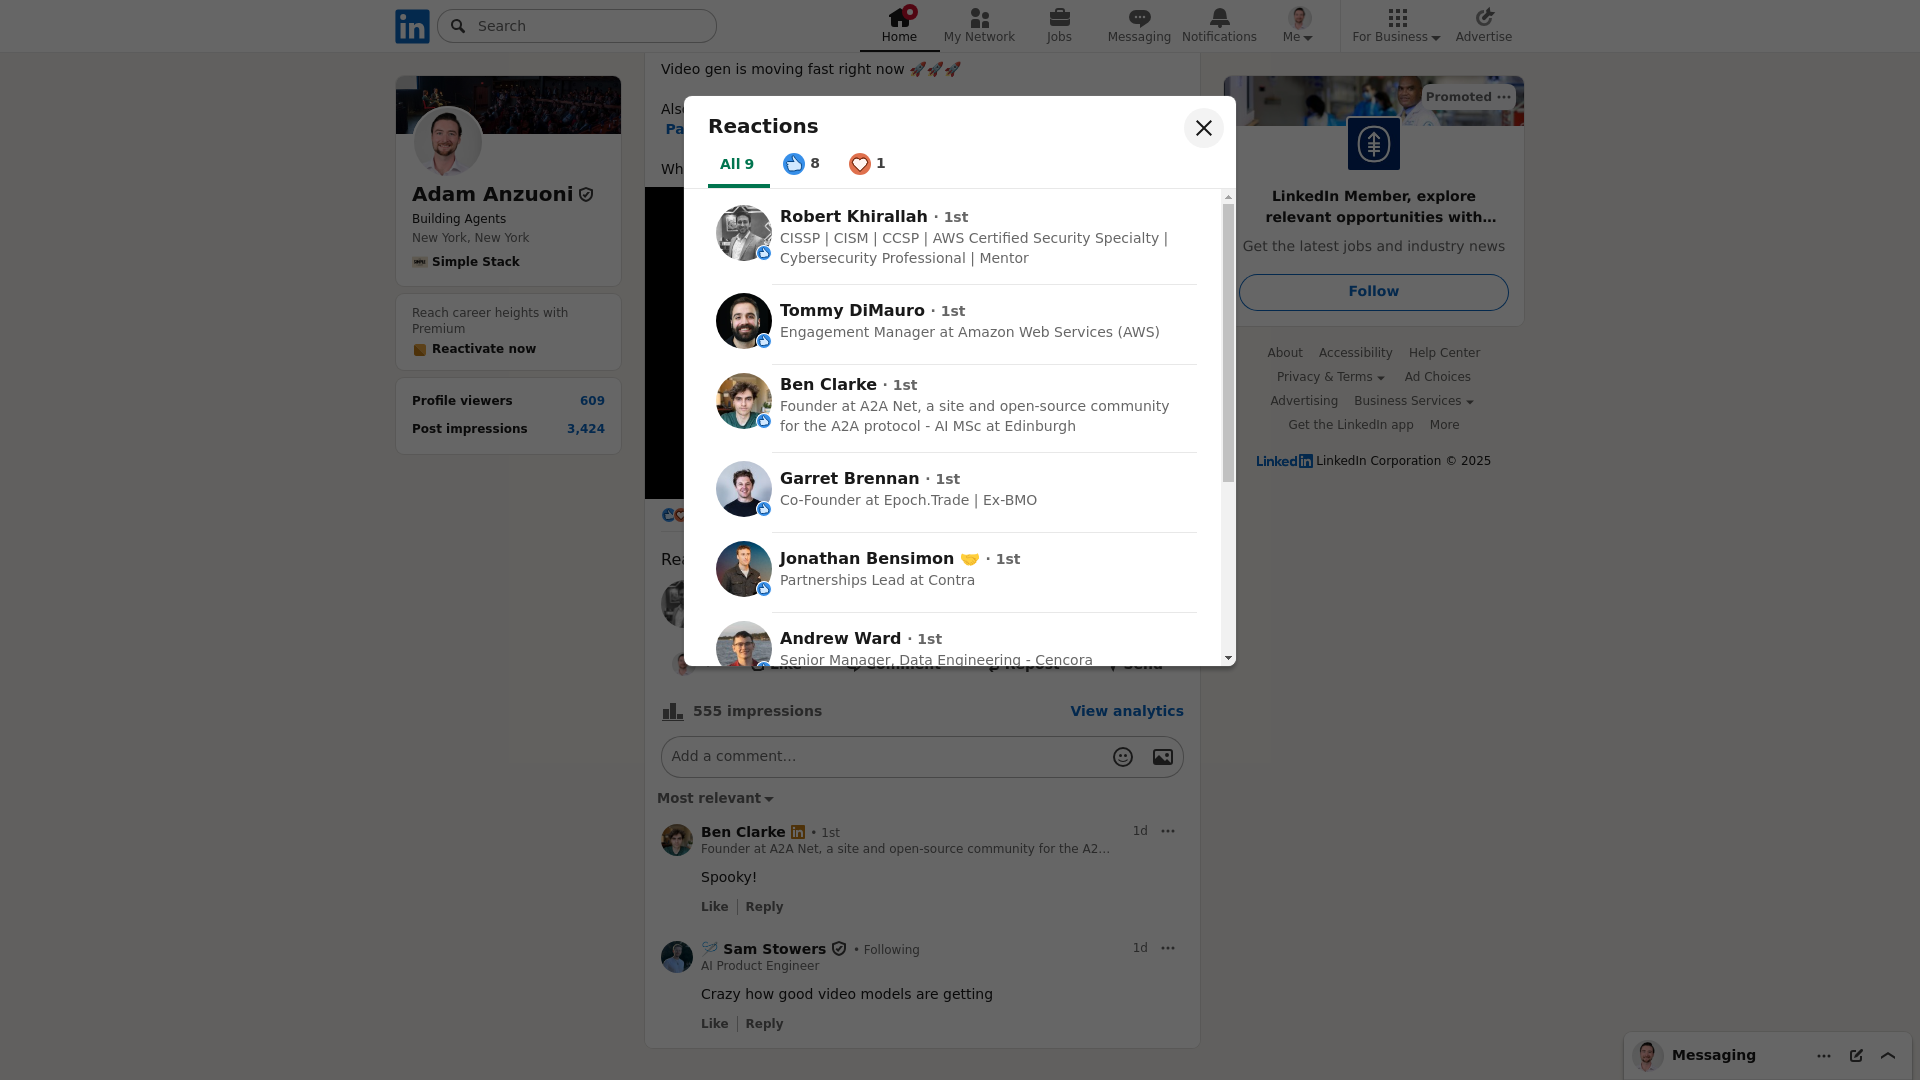 Search
Home
My Network
Jobs
Messaging
Notifications
Me
For Business
Advertise
Video gen is moving fast right now 🚀🚀🚀
Als
Pa
Wh
Adam Anzuoni
Building Agents
New York, New York
Simple Stack
Reach career heights with
Premium
Reactivate now
Profile viewers 609
Post impressions 3,424
Reactions
All 9
8
1
Robert Khirallah · 1st
CISSP | CISM | CCSP | AWS Certified Security Specialty |
Cybersecurity Professional | Mentor
Tommy DiMauro · 1st
Engagement Manager at Amazon Web Services (AWS)
Ben Clarke · 1st
Founder at A2A Net, a site and open-source community
for the A2A protocol - AI MSc at Edinburgh
Garret Brennan · 1st
Co-Founder at Epoch.Trade | Ex-BMO
Jonathan Bensimon 🤝 · 1st
Partnerships Lead at Contra
Andrew Ward · 1st
Senior Manager, Data Engineering - Cencora
Rea
Like
Comment
Repost
Send
555 impressions
View analytics
Add a comment...
Most relevant
Ben Clarke in • 1st
1d
Founder at A2A Net, a site and open-source community for the A2...
Spooky!
Like
Reply
🪡 Sam Stowers • Following
1d
AI Product Engineer
Crazy how good video models are getting
Like
Reply
Promoted
LinkedIn Member, explore
relevant opportunities with...
Get the latest jobs and industry news
Follow
About
Accessibility
Help Center
Privacy & Terms
Ad Choices
Advertising
Business Services
Get the LinkedIn app
More
LinkedIn LinkedIn Corporation © 2025
Messaging